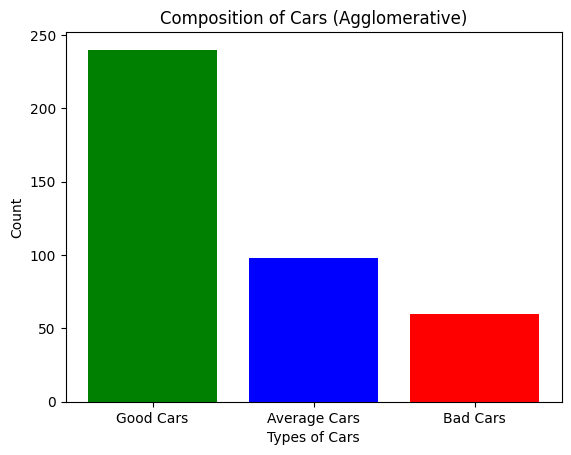 Composition of Cars (Agglomerative)
250
200
150
100
50
0
Count
Good Cars
Average Cars
Bad Cars
Types of Cars